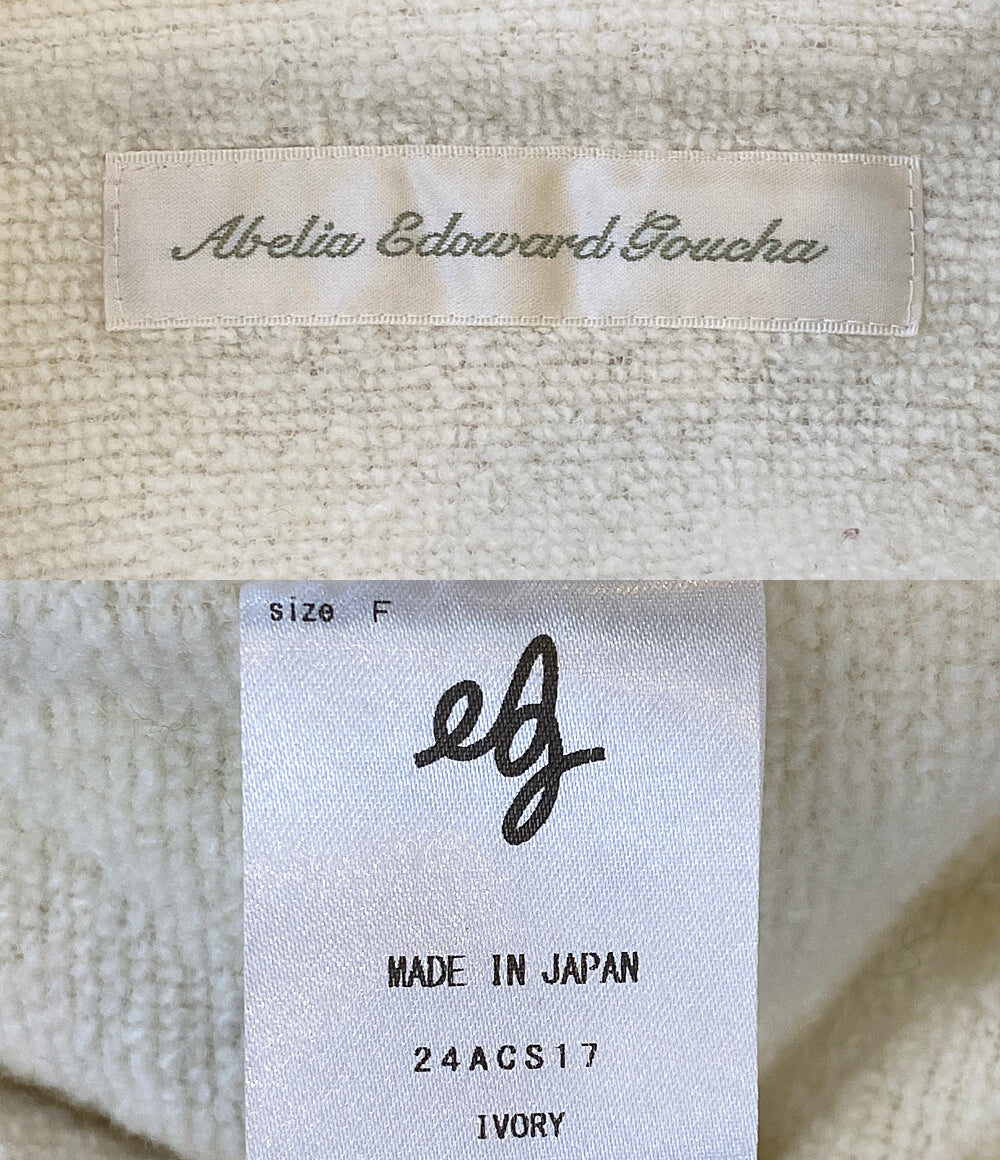 Abelia Edoward Goucha
size F
eg
MADE IN JAPAN
24ACS17
IVORY